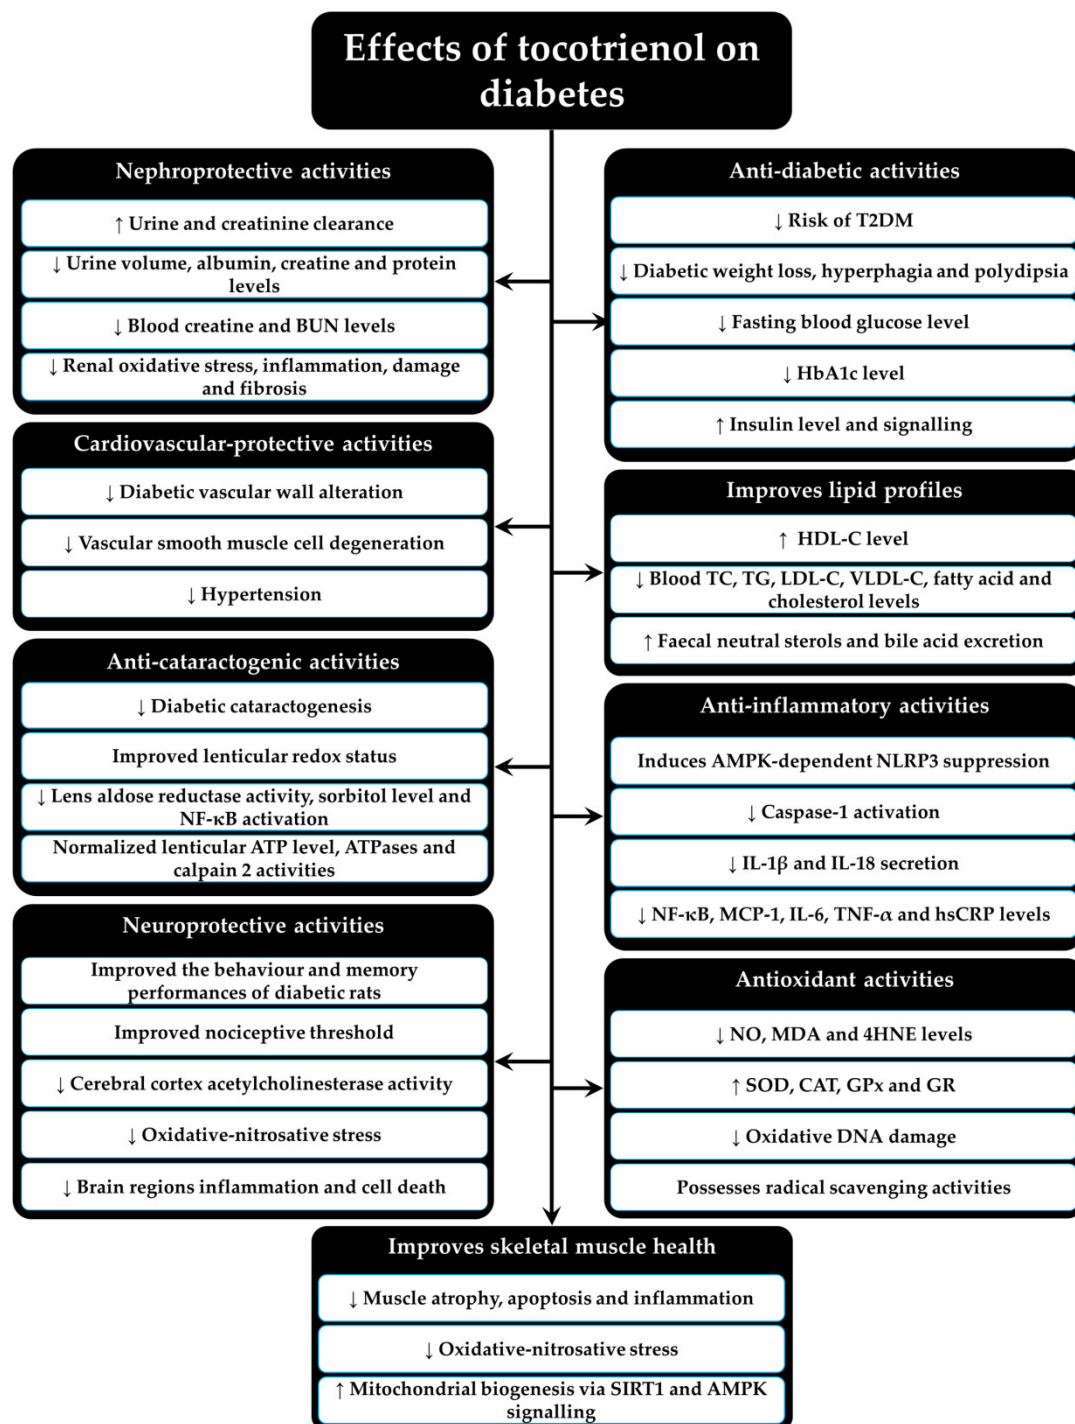 Effects of tocotrienol on
diabetes
Nephroprotective activities
↑ Urine and creatinine clearance
↓ Urine volume, albumin, creatine and protein
levels
↓ Blood creatine and BUN levels
↓ Renal oxidative stress, inflammation, damage
and fibrosis
Cardiovascular-protective activities
↓ Diabetic vascular wall alteration
↓ Vascular smooth muscle cell degeneration
↓ Hypertension
Anti-cataractogenic activities
↓ Diabetic cataractogenesis
Improved lenticular redox status
↓ Lens aldose reductase activity, sorbitol level and
NF-κB activation
Normalized lenticular ATP level, ATPases and
calpain 2 activities
Neuroprotective activities
Improved the behaviour and memory
performances of diabetic rats
Improved nociceptive threshold
↓ Cerebral cortex acetylcholinesterase activity
↓ Oxidative-nitrosative stress
↓ Brain regions inflammation and cell death
Anti-diabetic activities
↓ Risk of T2DM
↓ Diabetic weight loss, hyperphagia and polydipsia
↓ Fasting blood glucose level
↓ HbA1c level
↑ Insulin level and signalling
Improves lipid profiles
↑ HDL-C level
↓ Blood TC, TG, LDL-C, VLDL-C, fatty acid and
cholesterol levels
↑ Faecal neutral sterols and bile acid excretion
Anti-inflammatory activities
Induces AMPK-dependent NLRP3 suppression
↓ Caspase-1 activation
↓ IL-1β and IL-18 secretion
↓ NF-κB, MCP-1, IL-6, TNF-α and hsCRP levels
Antioxidant activities
↓ NO, MDA and 4HNE levels
↑ SOD, CAT, GPx and GR
↓ Oxidative DNA damage
Possesses radical scavenging activities
Improves skeletal muscle health
↓ Muscle atrophy, apoptosis and inflammation
↓ Oxidative-nitrosative stress
↑ Mitochondrial biogenesis via SIRT1 and AMPK
signalling